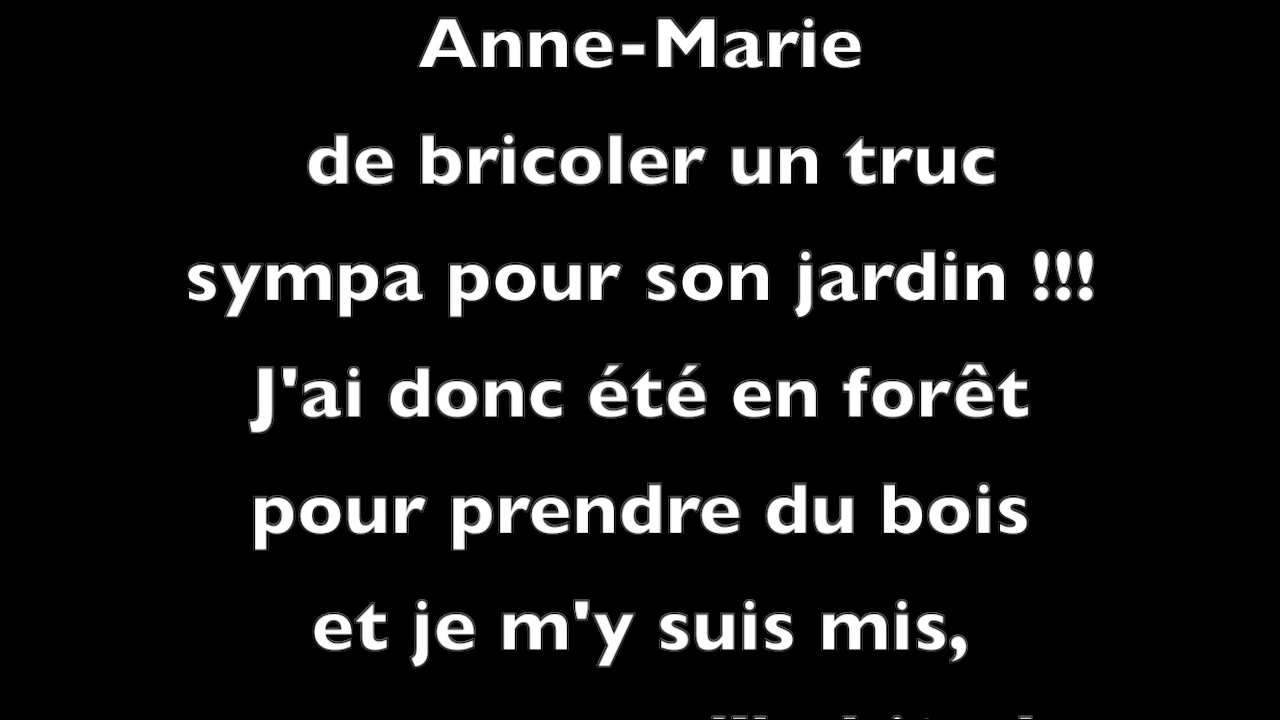 Anne-Marie
de bricoler un truc
sympa pour son jardin !!!
J'ai donc été en forêt
pour prendre du bois
et je m'y suis mis,